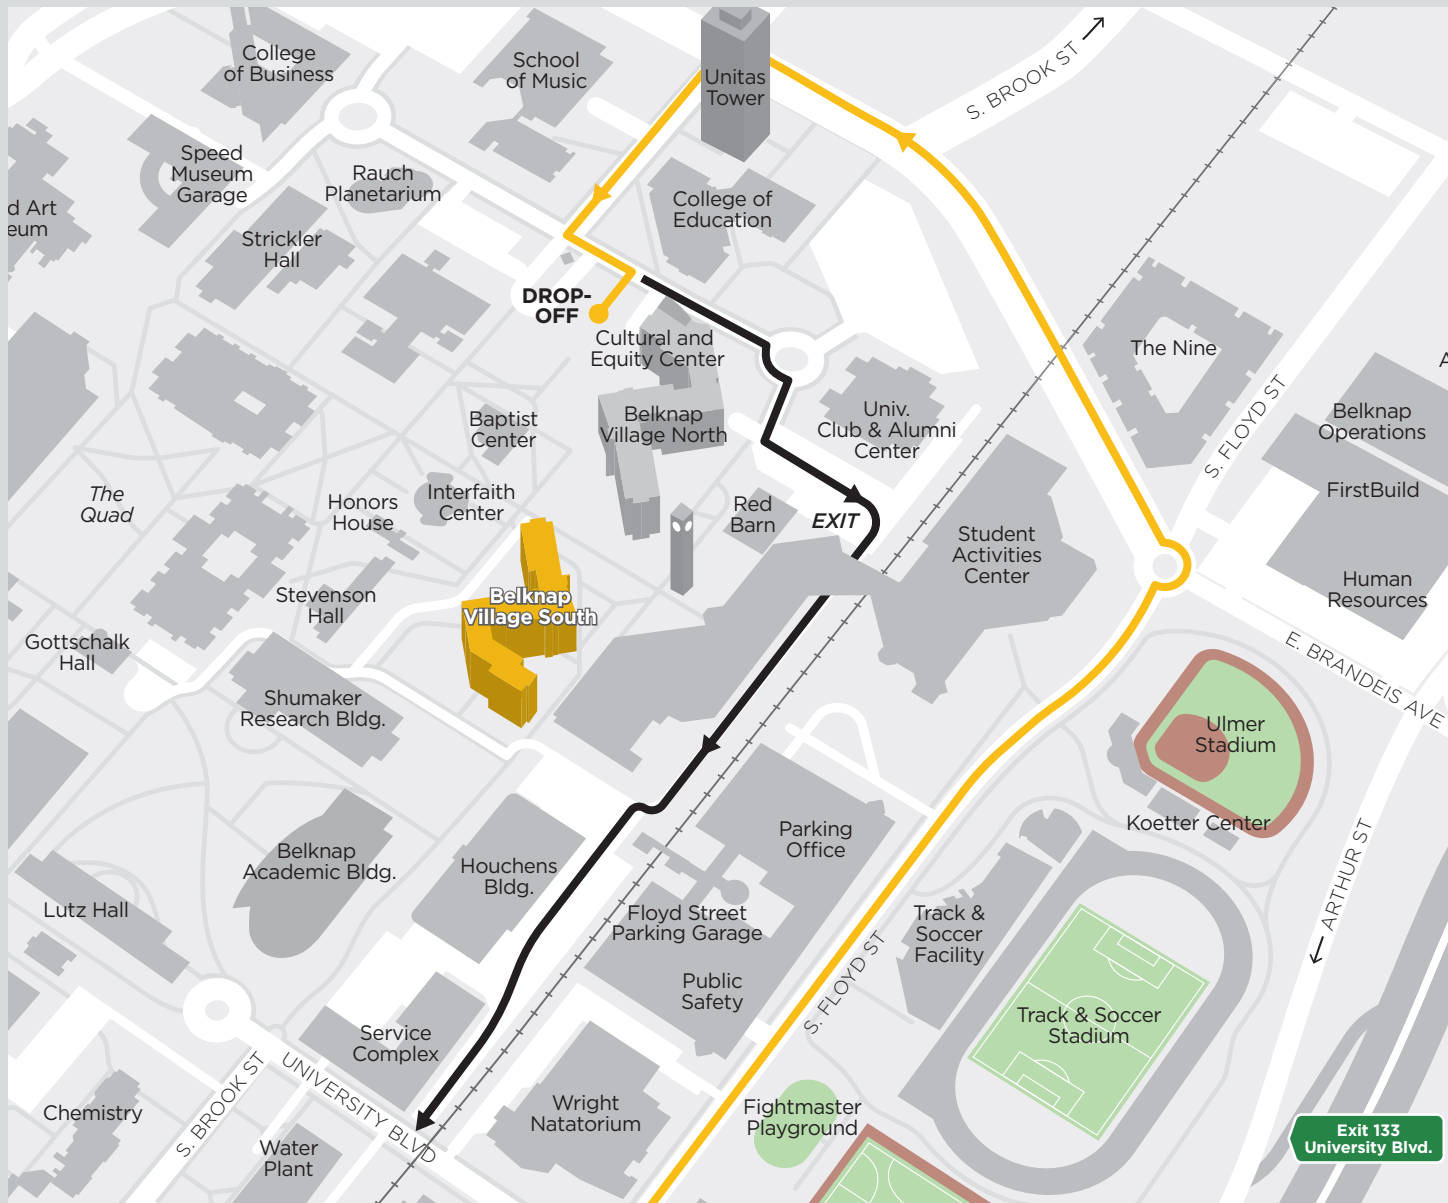 College
of Business
School
of Music
Unitas
Tower
S. BROOK ST
Speed
Museum
Garage
Rauch
Planetarium
College of
Education
d Art
eum
Strickler
Hall
DROP-
OFF
Cultural and
Equity Center
The Nine
A
S. FLOYD ST
Belknap
Operations
Baptist
Center
Belknap
Village North
Univ.
Club & Alumni
Center
FirstBuild
The
Quad
Honors
House
Interfaith
Center
Red
Barn
EXIT
Student
Activities
Center
Human
Resources
Stevenson
Hall
Belknap
Village South
Gottschalk
Hall
E. BRANDEIS AVE
Shumaker
Research Bldg.
Ulmer
Stadium
Koetter Center
Parking
Office
Belknap
Academic Bldg.
Houchens
Bldg.
ARTHUR ST
Lutz Hall
Floyd Street
Parking Garage
Track &
Soccer
Facility
Public
Safety
S. FLOYD ST
Track & Soccer
Stadium
Service
Complex
S. BROOK ST
UNIVERSITY BLVD
Chemistry
Wright
Natatorium
Fightmaster
Playground
Water
Plant
Exit 133
University Blvd.